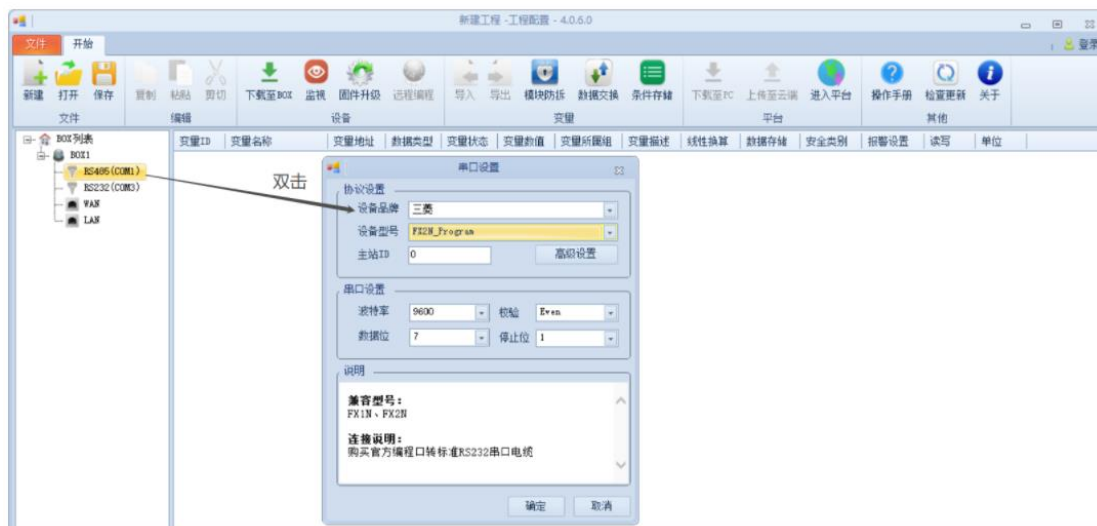 新建工程 -工程配置 - 4.0.6.0
文件 开始 登录
新建 打开 保存 复制 粘贴 剪切 下载至BOX 监视 固件升级 远程编程 导入 导出 模块防拆 数据交换 条件存储 下载至PC 上传至云端 进入平台 操作手册 检查更新 关于
文件 编辑 设备 变量 平台 其他
BOX列表
BOX1
RS485(COM1)
RS232(COM3)
WAN
LAN
变量ID 变量名称 变量地址 数据类型 变量状态 变量数值 变量所属组 变量描述 线性换算 数据存储 安全类别 报警设置 读写 单位
双击
串口设置
协议设置
设备品牌 三菱
设备型号 FX2N_Program
主站ID 0 高级设置
串口设置
波特率 9600 校验 Even
数据位 7 停止位 1
说明
兼容型号：
FX1N、FX2N
连接说明：
购买官方编程口转标准RS232串口电缆
确定 取消